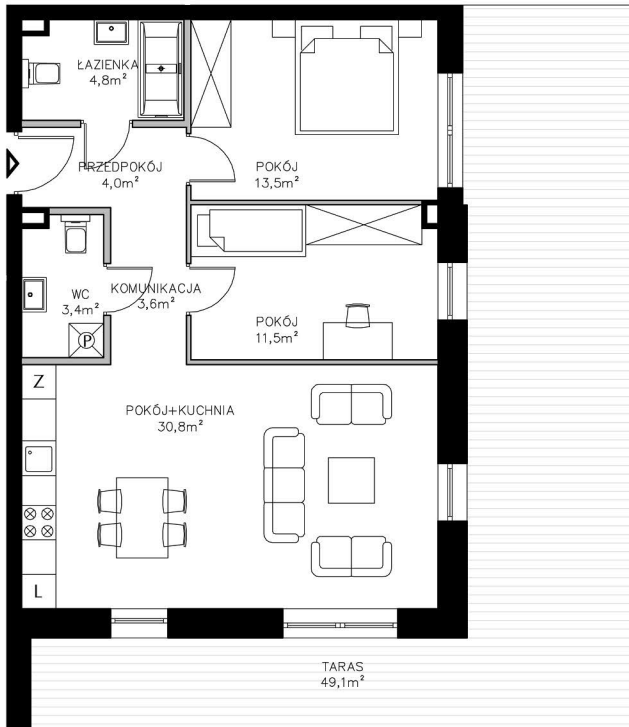 ŁAZIENKA
4,8m²
PRZEDPOKÓJ
4,0m²
POKÓJ
13,5m²
WC
3,4m²
P
KOMUNIKACJA
3,6m²
POKÓJ
11,5m²
Z
POKÓJ+KUCHNIA
30,8m²
L
TARAS
49,1m²